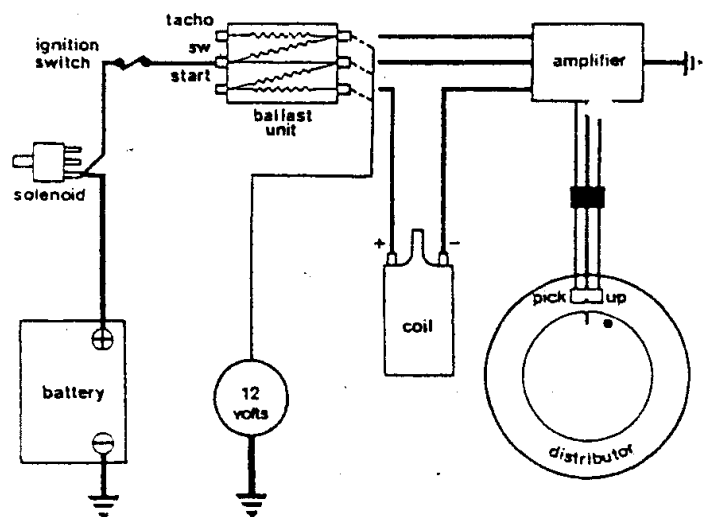 tacho
ignition
switch
sw
start
ballast
unit
amplifier
solenoid
+
−
coil
pick up
battery
12
volts
distributor